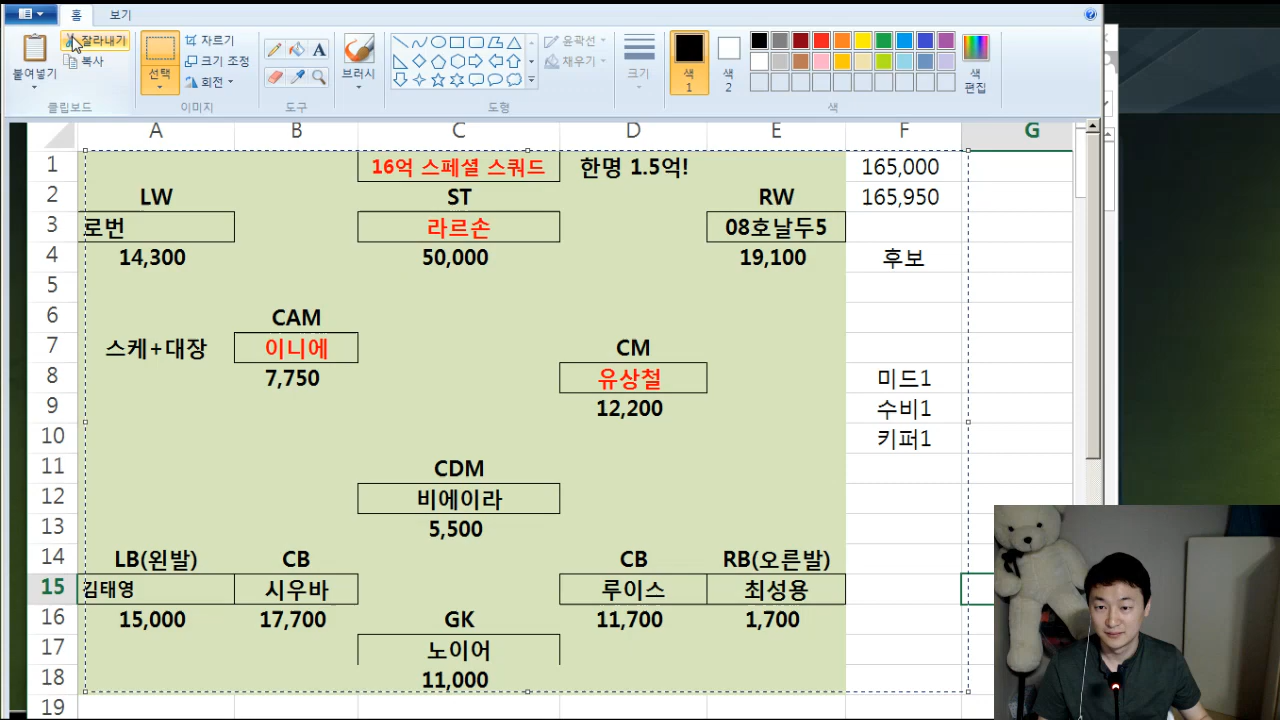 홈 보기
붙여넣기
잘라내기
복사
클립보드
선택
자르기
크기 조정
회전
이미지
A
도구
브러시
도형
윤곽선
채우기
크기
색
1
색
2
색
편집
색
A B C D E F G
1 16억 스페셜 스쿼드 한명 1.5억! 165,000
2 LW ST RW 165,950
3 로번 라르손 08호날두5
4 14,300 50,000 19,100 후보
5
6 CAM
7 스케+대장 이니에 CM
8 7,750 유상철 미드1
9 12,200 수비1
10 키퍼1
11 CDM
12 비에이라
13 5,500
14 LB(왼발) CB CB RB(오른발)
15 김태영 시우바 루이스 최성용
16 15,000 17,700 GK 11,700 1,700
17 노이어
18 11,000
19